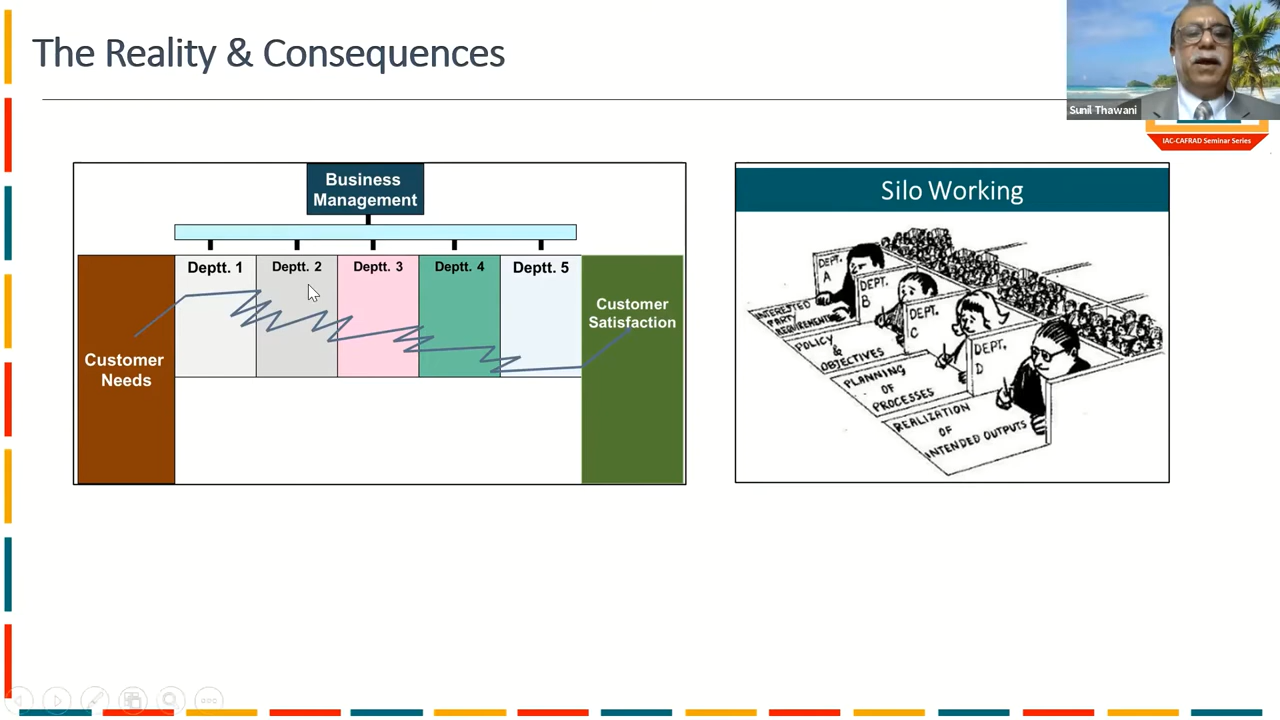 The Reality & Consequences
Sunil Thawani
IAC-CAFRAD Seminar Series
Business
Management
Deptt. 1
Deptt. 2
Deptt. 3
Deptt. 4
Deptt. 5
Customer
Needs
Customer
Satisfaction
Silo Working
DEPT.
A
DEPT.
B
DEPT.
C
DEPT.
D
INTERESTED
PARTY
REQUIREMENTS
POLICY
&
OBJECTIVES
PLANNING
OF
PROCESSES
REALIZATION
OF
INTENDED OUTPUTS